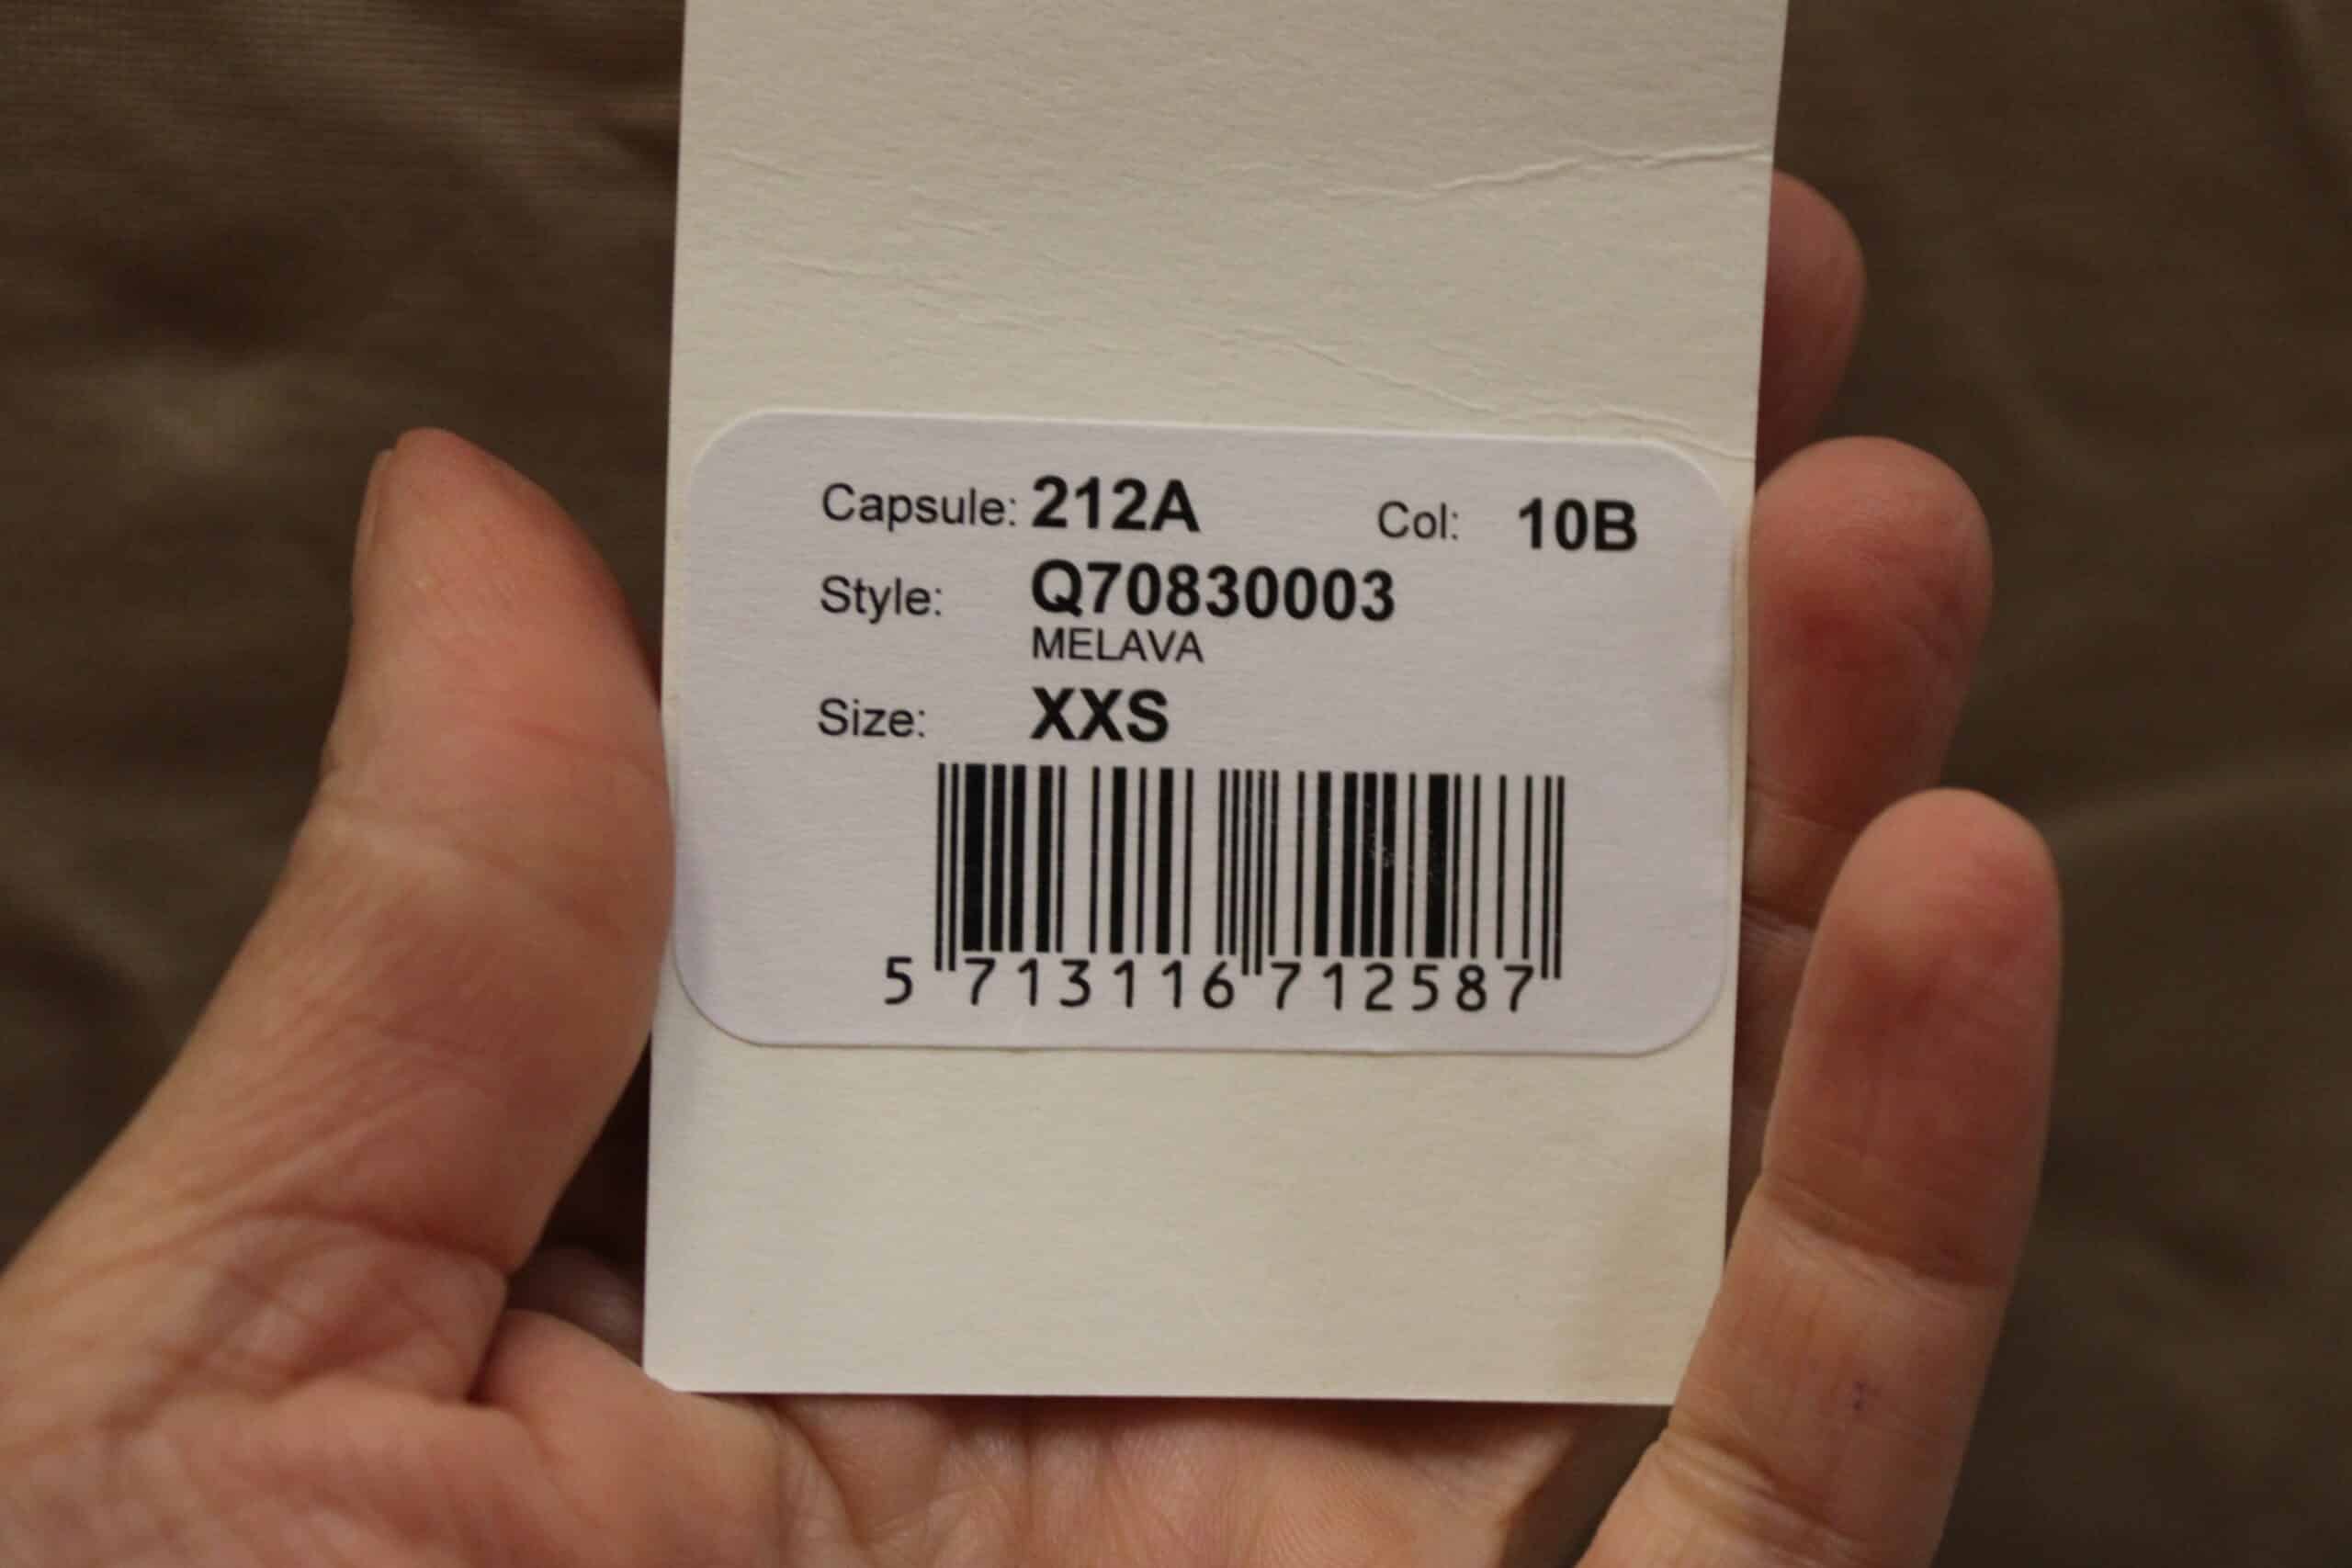 Capsule: 212A Col: 10B
Style: Q70830003
MELAVA
Size: XXS
5 713116 712587